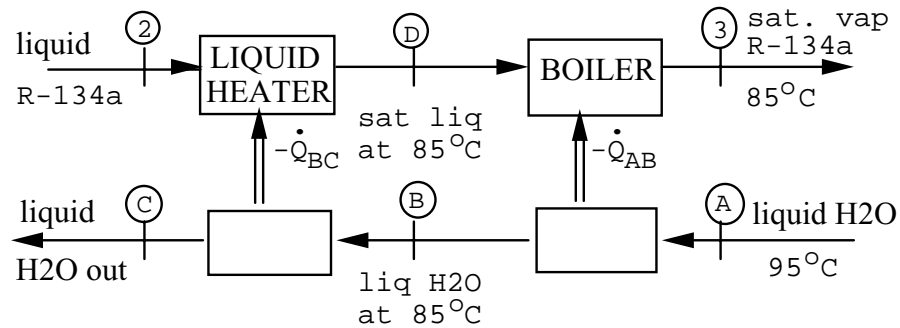 liquid
2
R-134a
LIQUID
HEATER
D
sat liq
at 85°C
BOILER
3
sat. vap
R-134a
85°C
-Q̇BC
-Q̇AB
liquid
C
H2O out
B
liq H2O
at 85°C
A
liquid H2O
95°C